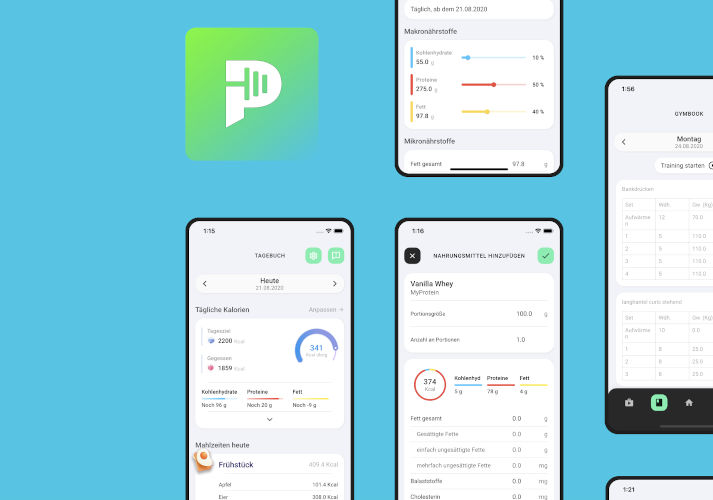 P
Täglich, ab dem 21.08.2020
Makronährstoffe
Kohlenhydrate
55.0 g
10 %
Proteine
275.0 g
50 %
Fett
97.8 g
40 %
Mikronährstoffe
Fett gesamt 97.8 g
1:15
TAGEBUCH
Heute
21.08.2020
Tägliche Kalorien Anpassen
Tagesziel
2200 Kcal
Gegessen
1859 Kcal
341
Kcal übrig
Kohlenhydrate Proteine Fett
Noch 96 g Noch 20 g Noch -9 g
Mahlzeiten heute
Frühstück 409.4 Kcal
Apfel 101.4 Kcal
Eier 308.0 Kcal
1:16
NAHRUNGSMITTEL HINZUFÜGEN
Vanilla Whey
MyProtein
Portionsgröße 100.0 g
Anzahl an Portionen 1.0
374
Kcal
Kohlenhyd Proteine Fett
5 g 78 g 4 g
Fett gesamt 0.0 g
Gesättigte Fette 0.0 g
einfach ungesättigte Fette 0.0 g
mehrfach ungesättigte Fette 0.0 mg
Balaststoffe 0.0 mg
Cholesterin 0.0 mg
1:56
GYMBOOK
Montag
24.08.2020
Training starten
Bankdrücken
Set Wdh. Gw. (Kg)
Aufwärme
n
12 70.0
1 5 110.0
2 5 110.0
3 5 110.0
4 5 110.0
langhantel curls stehend
Set Wdh. Gw. (Kg)
Aufwärme
n
10 0.0
1 8 25.0
2 8 25.0
3 8 25.0
1:21